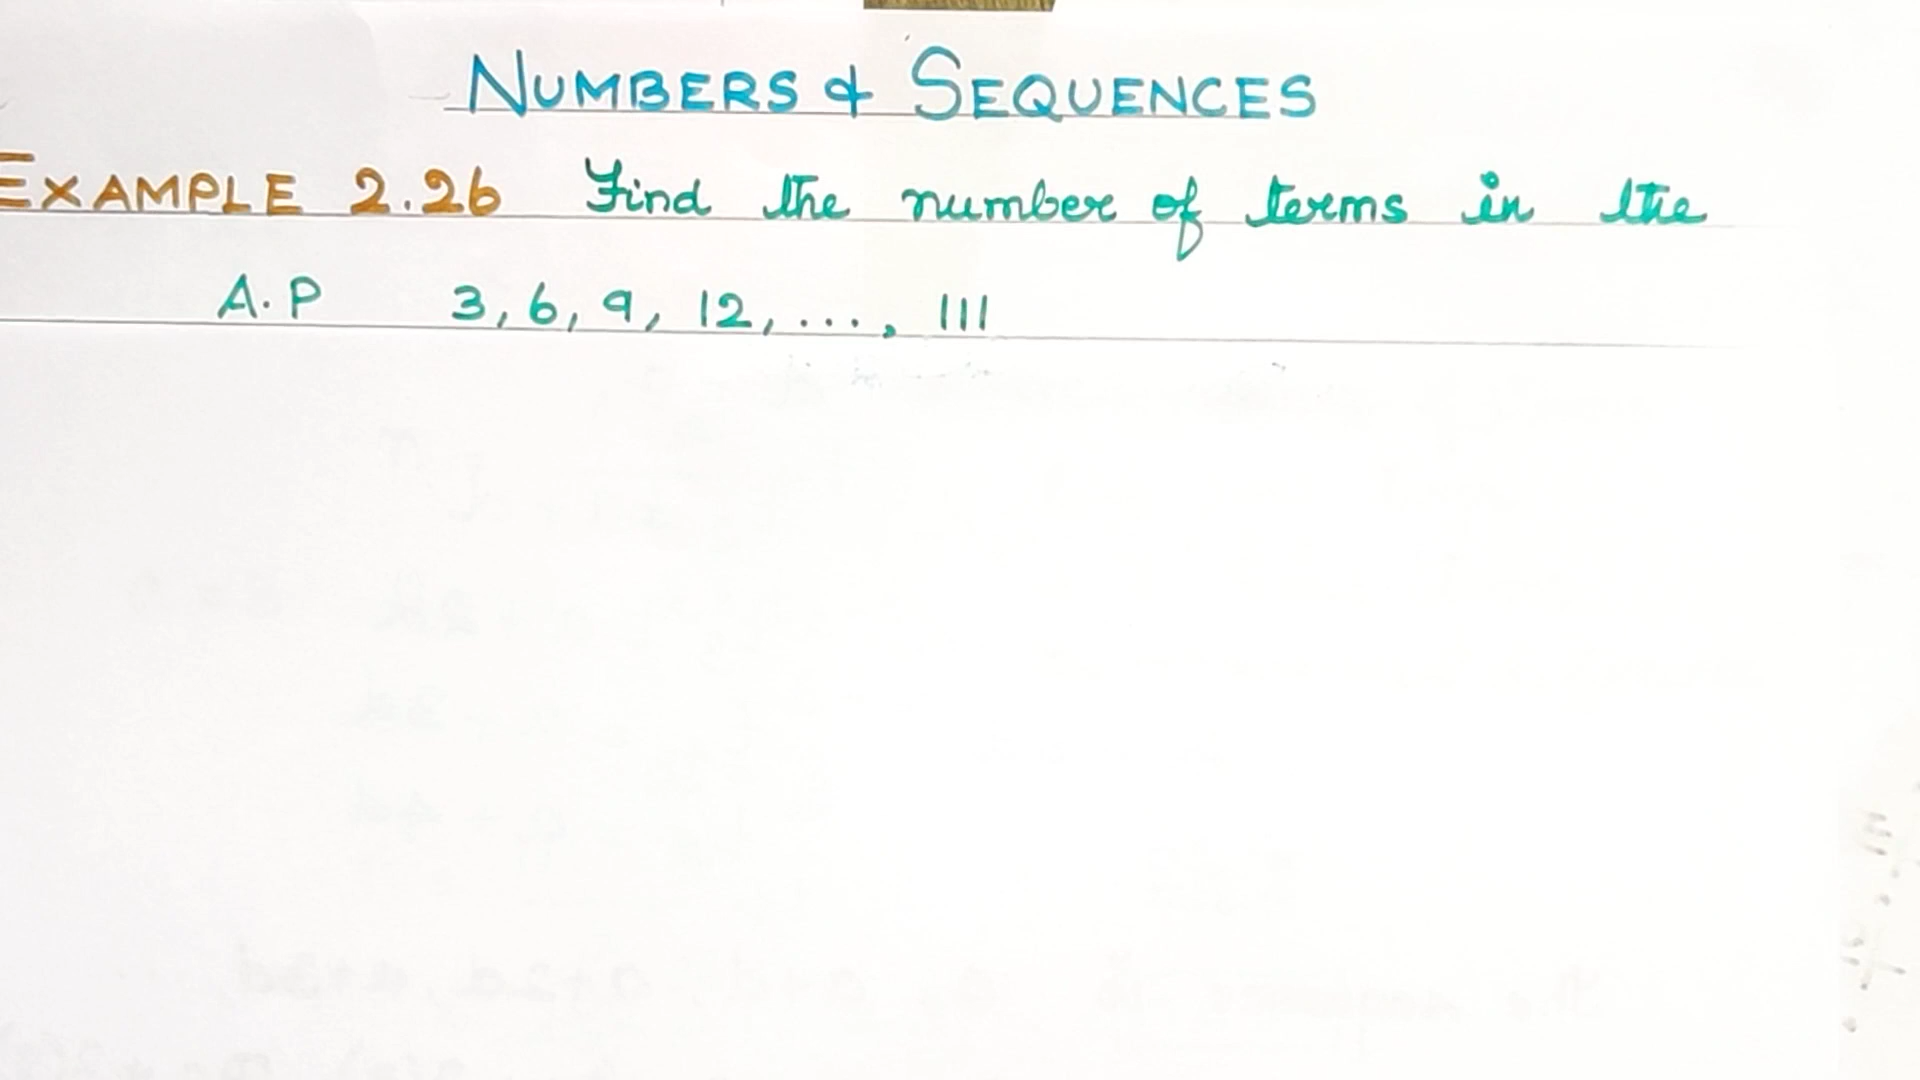 NUMBERS & SEQUENCES
EXAMPLE 2.26 Find the number of terms in the
A.P 3, 6, 9, 12, ..., 111